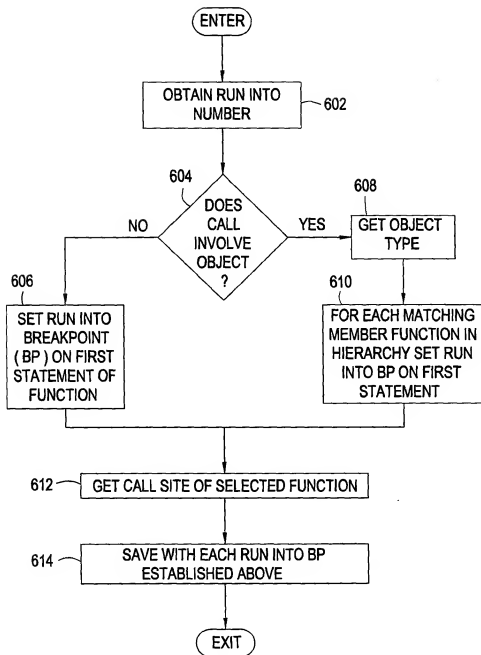 ENTER
OBTAIN RUN INTO
NUMBER
602
604
DOES
CALL
INVOLVE
OBJECT
?
NO
YES
608
GET OBJECT
TYPE
606
SET RUN INTO
BREAKPOINT
( BP ) ON FIRST
STATEMENT OF
FUNCTION
610
FOR EACH MATCHING
MEMBER FUNCTION IN
HIERARCHY SET RUN
INTO BP ON FIRST
STATEMENT
612
GET CALL SITE OF SELECTED FUNCTION
614
SAVE WITH EACH RUN INTO BP
ESTABLISHED ABOVE
EXIT